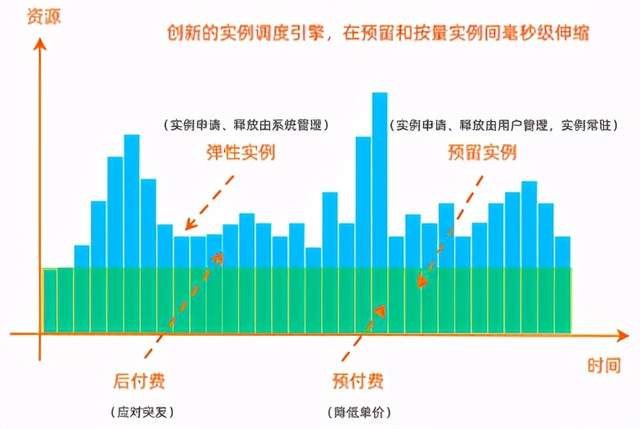 资源
创新的实例调度引擎，在预留和按量实例间毫秒级伸缩
（实例申请、释放由系统管理）
弹性实例
（实例申请、释放由用户管理，实例常驻）
预留实例
时间
后付费
（应对突发）
预付费
（降低单价）